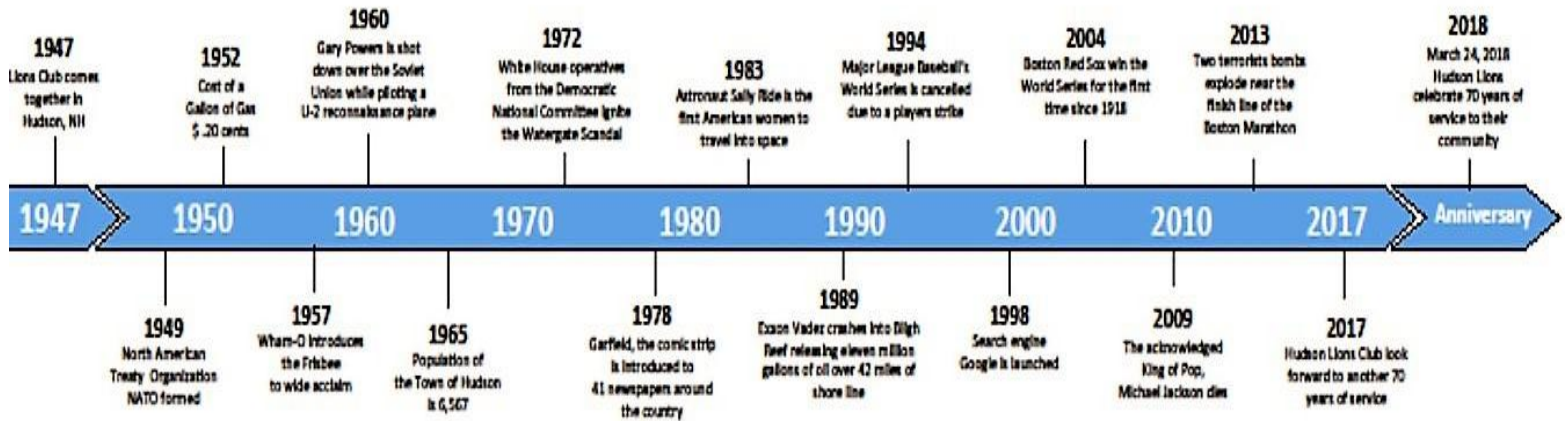 1947
Lions Club comes
together in
Hudson, NH
1952
Cost of a
Gallon of Gas
$ .20 cents
1960
Gary Powers is shot
down over the Soviet
Union while piloting a
U-2 reconnaissance plane
1972
White House operatives
from the Democratic
National Committee ignite
the Watergate Scandal
1983
Astronaut Sally Ride is the
first American women to
travel into space
1994
Major League Baseball's
World Series is cancelled
due to a players strike
2004
Boston Red Sox win the
World Series for the first
time since 1918
2013
Two terrorists bombs
explode near the
finish line of the
Boston Marathon
2018
March 24, 2018
Hudson Lions
celebrate 70 years of
service to their
community
1947
1950
1960
1970
1980
1990
2000
2010
2017
Anniversary
1949
North American
Treaty Organization
NATO formed
1957
Wham-O introduces
the Frisbee
to wide acclaim
1965
Population of
the Town of Hudson
is 6,567
1978
Garfield, the comic strip
is introduced to
41 newspapers around
the country
1989
Exxon Vadez crashes into Bligh
Reef releasing eleven million
gallons of oil over 42 miles of
shore line
1998
Search engine
Google is launched
2009
The acknowledged
King of Pop,
Michael Jackson dies
2017
Hudson Lions Club look
forward to another 70
years of service